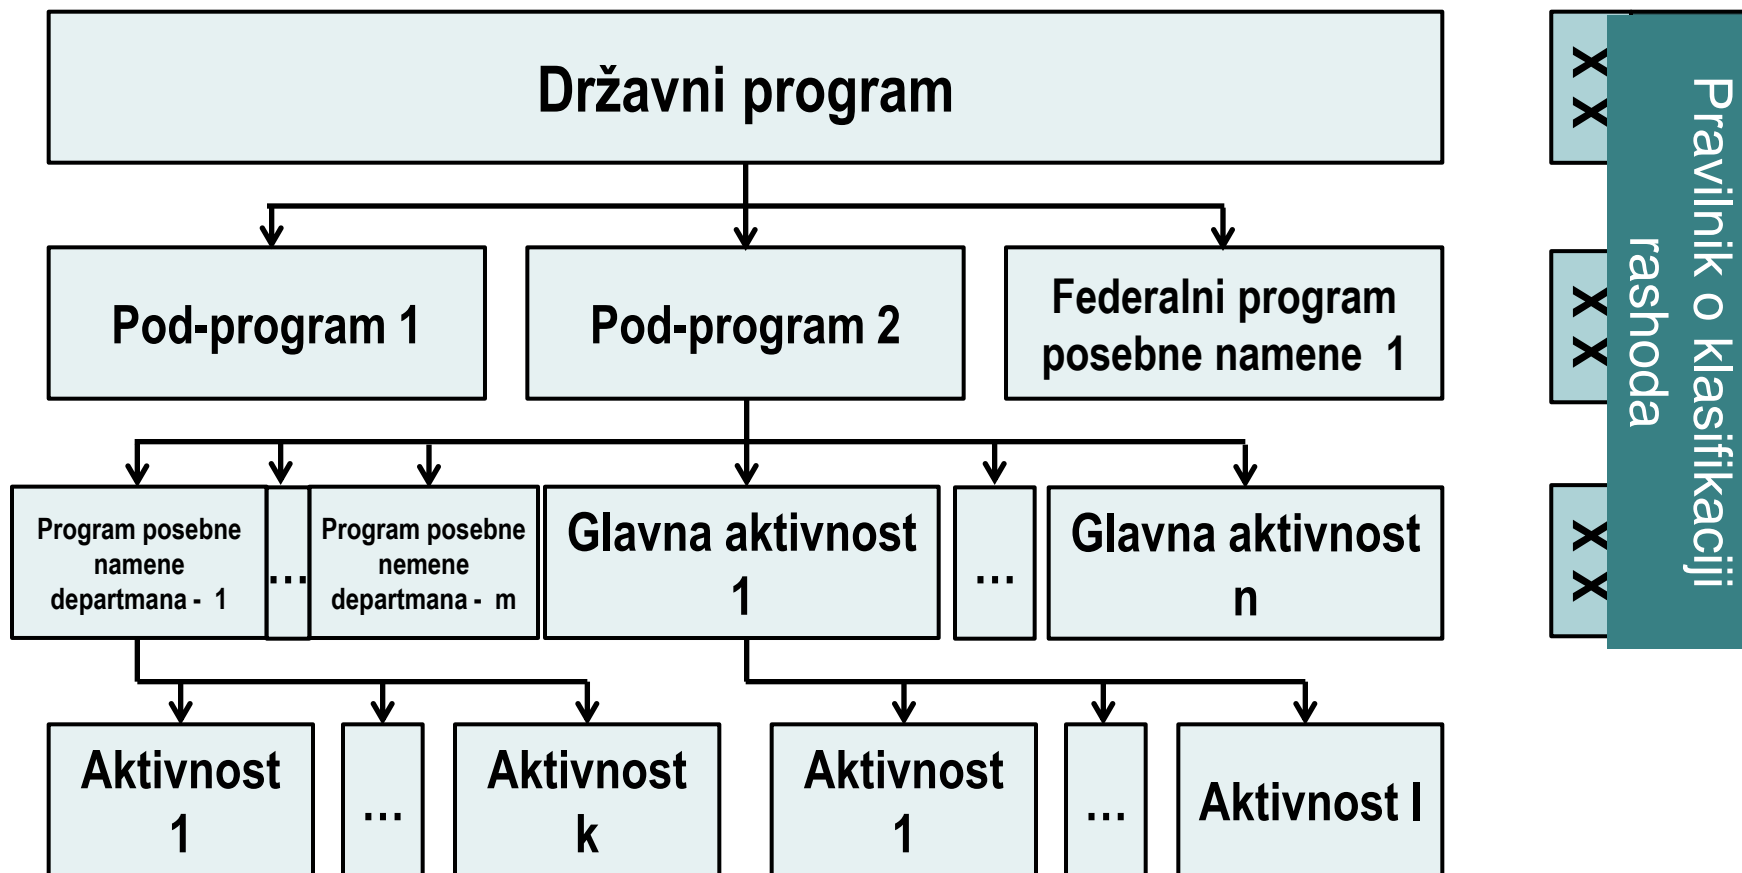 Državni program
Pod-program 1
Pod-program 2
Federalni program
posebne namene 1
Program posebne
namene
departmana - 1
...
Program posebne
nemene
departmana - m
Glavna aktivnost
1
...
Glavna aktivnost
n
Aktivnost
1
...
Aktivnost
k
Aktivnost
1
...
Aktivnost l
X X
X X
X X
Pravilnik o klasifikaciji
rashoda